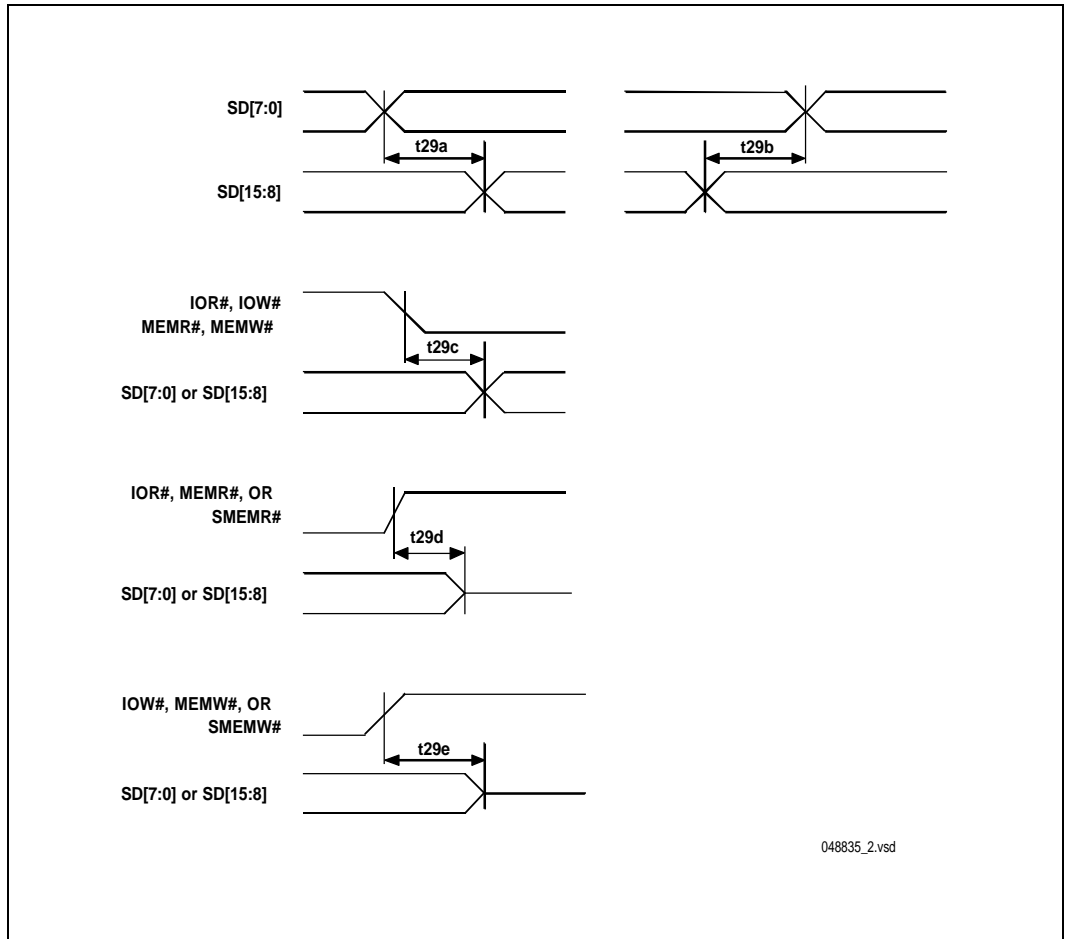 SD[7:0]
t29a
t29b
SD[15:8]
IOR#, IOW#
MEMR#, MEMW#
t29c
SD[7:0] or SD[15:8]
IOR#, MEMR#, OR
SMEMR#
t29d
SD[7:0] or SD[15:8]
IOW#, MEMW#, OR
SMEMW#
t29e
SD[7:0] or SD[15:8]
048835_2.vsd